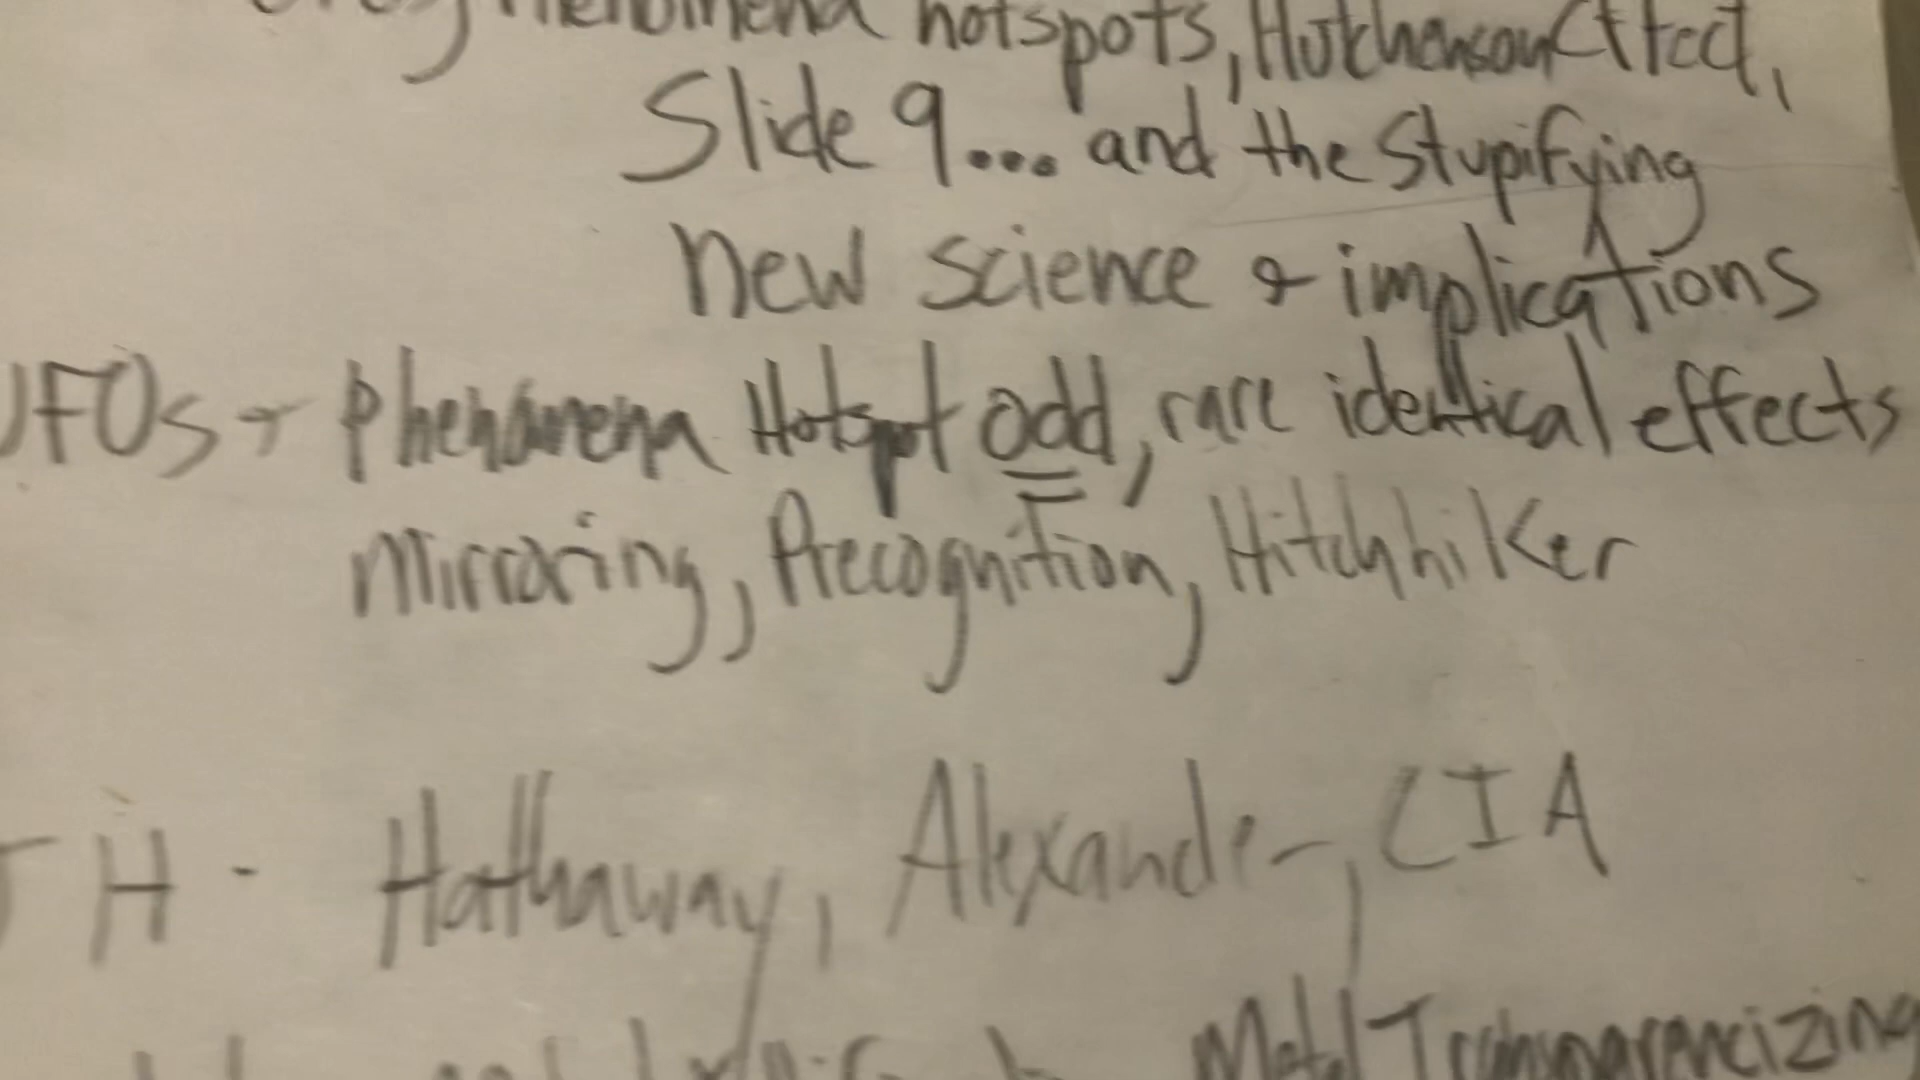 Phenomena hotspots, Hutchenson Effect,
Slide 9... and the Stupifying
new science & implications
UFOs + Phenomena Hotspot odd, rare identical effects
Mirroring, Precognition, Hitchhiker
H - Hathaway, Alexander, CIA
Metal Transparencizing